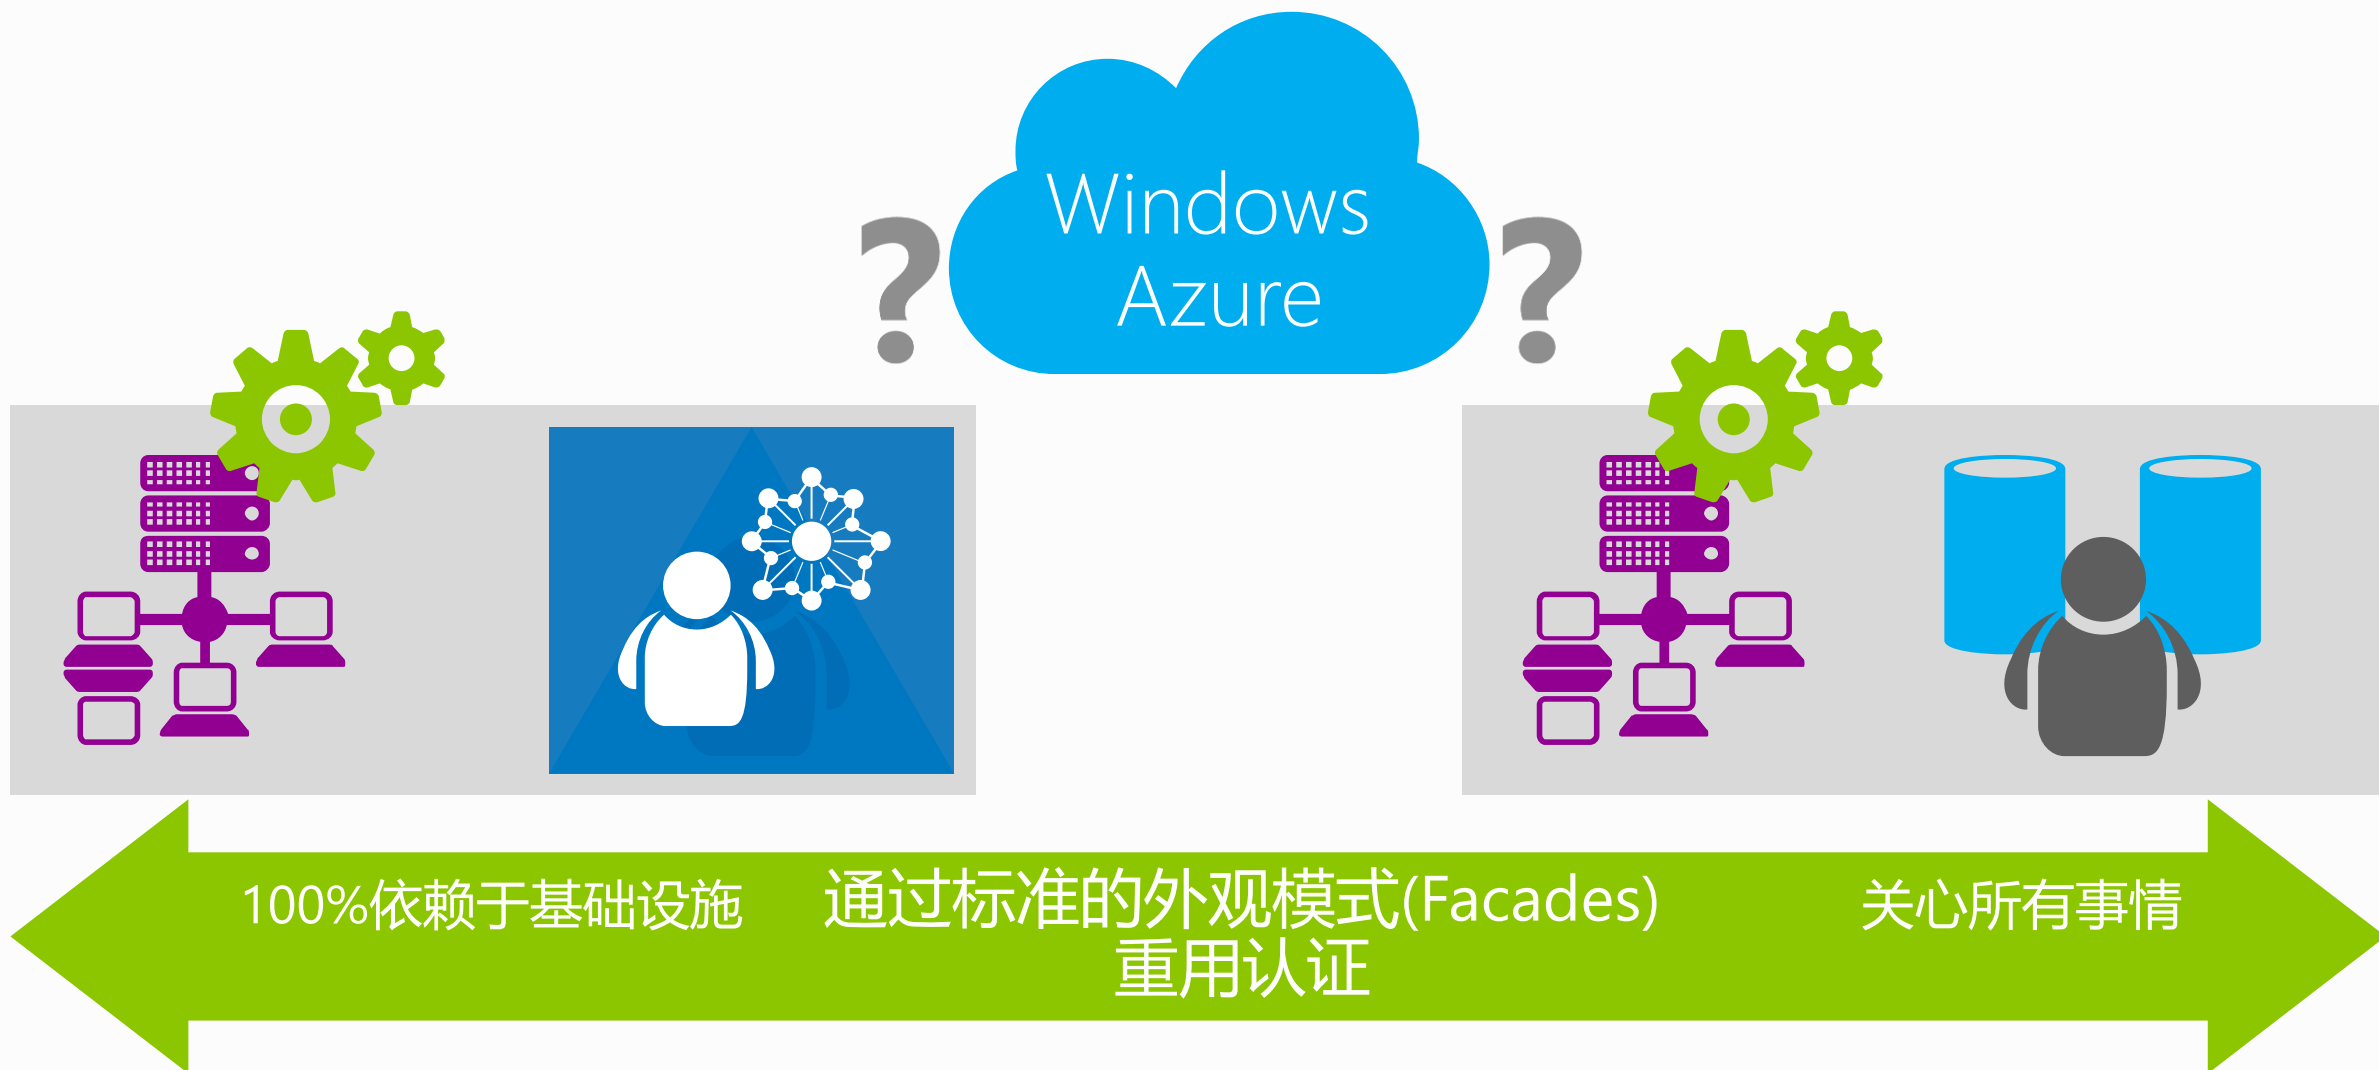 Windows
Azure
?
?
100%依赖于基础设施
通过标准的外观模式(Facades)
重用认证
关心所有事情